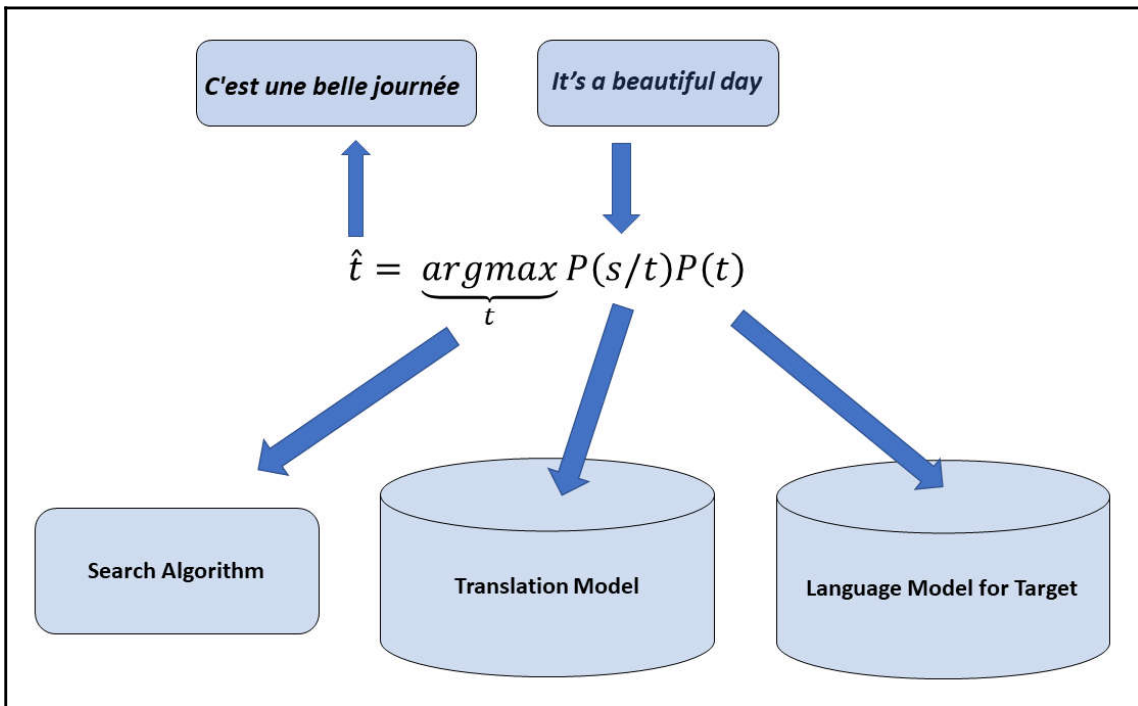 C'est une belle journée
It's a beautiful day
t̂ = argmax P(s/t)P(t)
t
Search Algorithm
Translation Model
Language Model for Target